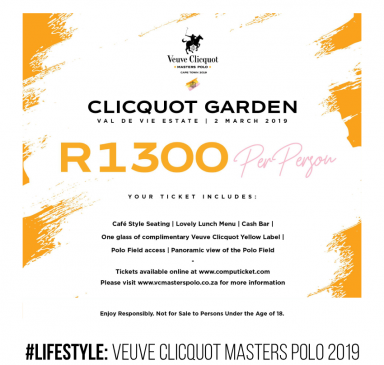 Veuve Clicquot
MASTERS POLO
CAPE TOWN 2019
CLICQUOT GARDEN
VAL DE VIE ESTATE | 2 MARCH 2019
R1300 Per Person
YOUR TICKET INCLUDES:
Café Style Seating | Lovely Lunch Menu | Cash Bar |
One glass of complimentary Veuve Clicquot Yellow Label |
Polo Field access | Panoramic view of the Polo Field
-
Tickets available online at www.computicket.com
Please visit www.vcmasterspolo.co.za for more information
Enjoy Responsibly. Not for Sale to Persons Under the Age of 18.
#LIFESTYLE: VEUVE CLICQUOT MASTERS POLO 2019